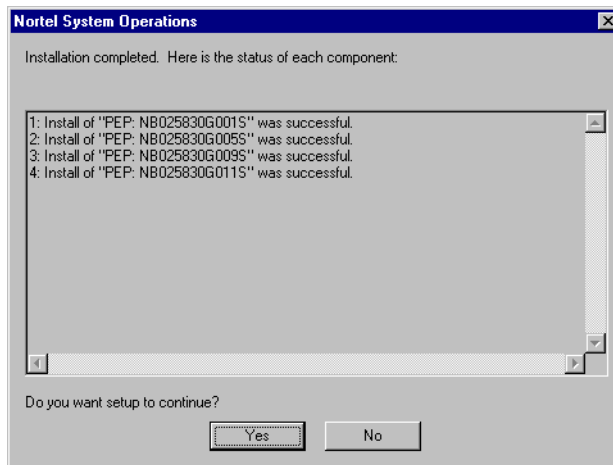 Nortel System Operations
Installation completed.  Here is the status of each component:
1: Install of "PEP: NB025830G001S" was successful.
2: Install of "PEP: NB025830G005S" was successful.
3: Install of "PEP: NB025830G009S" was successful.
4: Install of "PEP: NB025830G011S" was successful.
Do you want setup to continue?
Yes
No